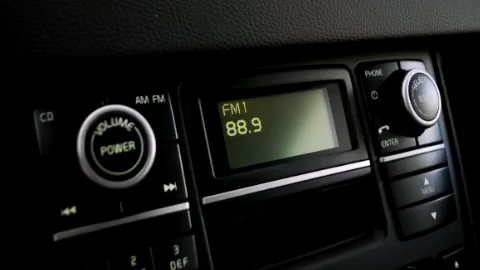 CD
AM FM
VOLUME
POWER
FM1
88.9
PHONE
ENTER
MENU
2
3
DEF